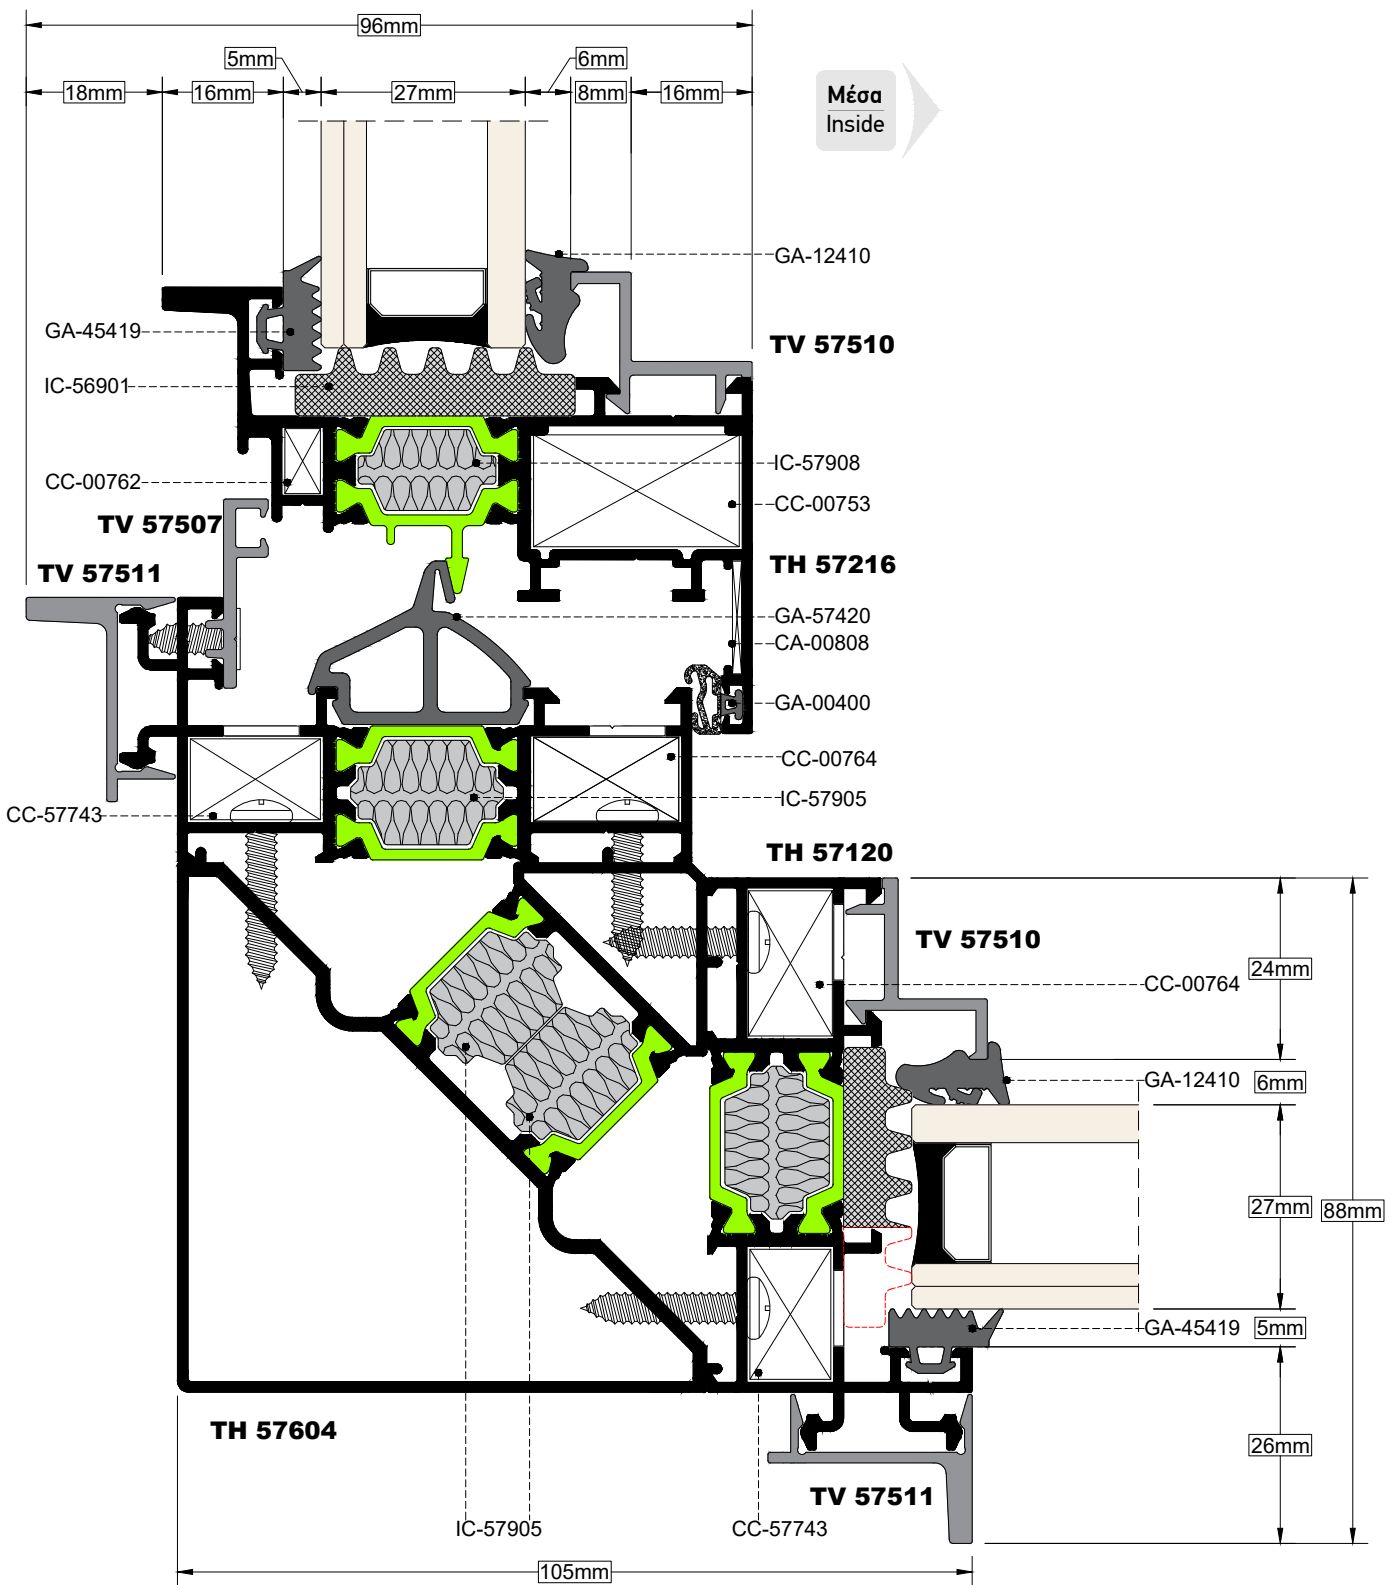 96mm
5mm
6mm
18mm
16mm
27mm
8mm
16mm
Μέσα
Inside
GA-12410
GA-45419
TV 57510
IC-56901
IC-57908
CC-00762
CC-00753
TV 57507
TH 57216
TV 57511
GA-57420
CA-00808
GA-00400
CC-00764
IC-57905
CC-57743
TH 57120
TV 57510
24mm
CC-00764
GA-12410
6mm
27mm
88mm
GA-45419
5mm
TH 57604
26mm
TV 57511
IC-57905
CC-57743
105mm